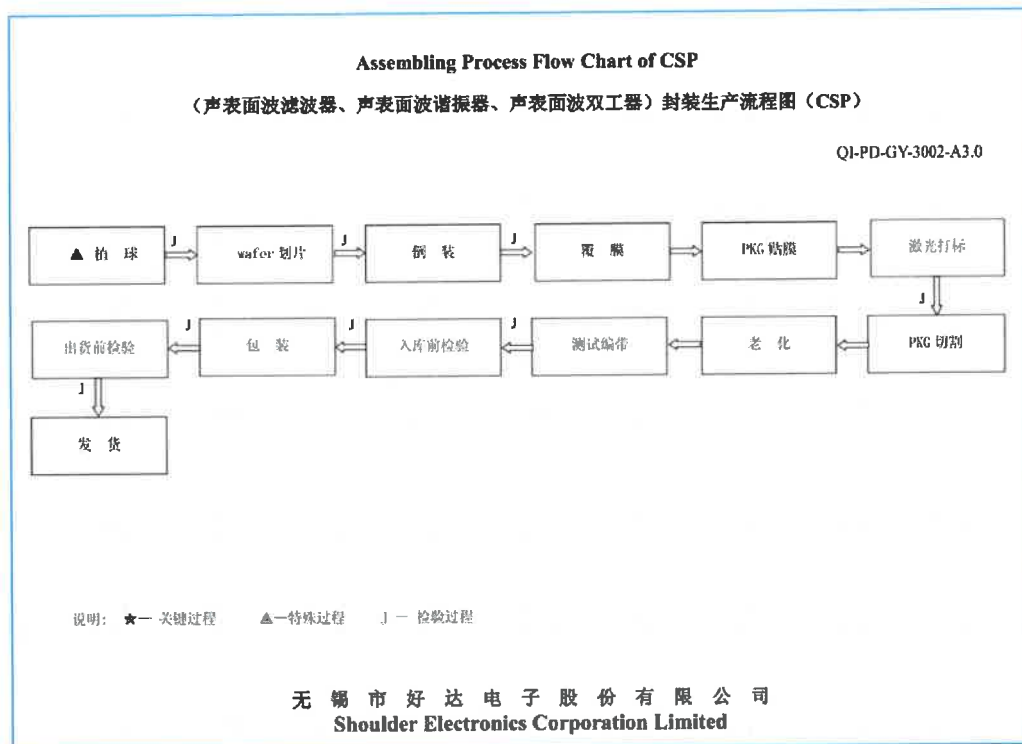 Assembling Process Flow Chart of CSP
（声表面波滤波器、声表面波谐振器、声表面波双工器）封装生产流程图（CSP）
QI-PD-GY-3002-A3.0
▲ 植 球
J
wafer 划片
J
倒 装
J
覆 膜
PKG 贴膜
激光打标
J
出货前检验
J
包 装
J
入库前检验
J
测试编带
老 化
PKG 切割
J
发 货
说明： ★— 关键过程 ▲—特殊过程 J — 检验过程
无 锡 市 好 达 电 子 股 份 有 限 公 司
Shoulder Electronics Corporation Limited